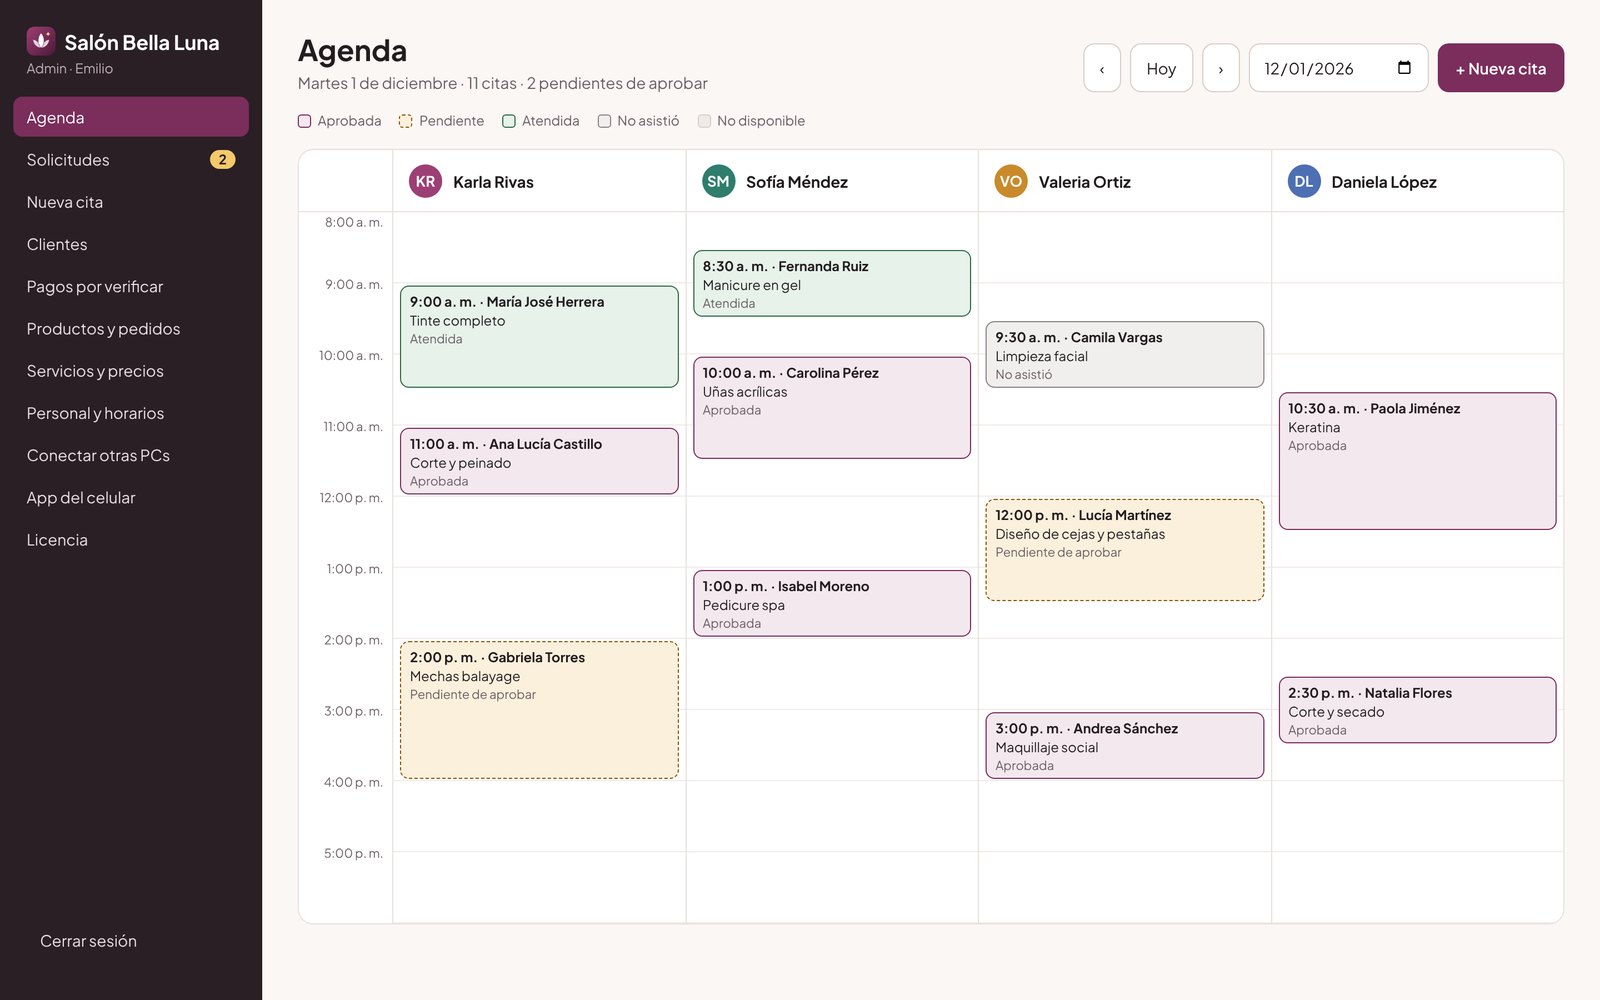 Salón Bella Luna
Admin · Emilio
Agenda
Solicitudes 2
Nueva cita
Clientes
Pagos por verificar
Productos y pedidos
Servicios y precios
Personal y horarios
Conectar otras PCs
App del celular
Licencia
Cerrar sesión
Agenda
Martes 1 de diciembre · 11 citas · 2 pendientes de aprobar
‹ Hoy › 12/01/2026 + Nueva cita
Aprobada Pendiente Atendida No asistió No disponible
KR Karla Rivas SM Sofía Méndez VO Valeria Ortiz DL Daniela López
8:00 a. m.
9:00 a. m.
10:00 a. m.
11:00 a. m.
12:00 p. m.
1:00 p. m.
2:00 p. m.
3:00 p. m.
4:00 p. m.
5:00 p. m.
9:00 a. m. · María José Herrera
Tinte completo
Atendida
11:00 a. m. · Ana Lucía Castillo
Corte y peinado
Aprobada
2:00 p. m. · Gabriela Torres
Mechas balayage
Pendiente de aprobar
8:30 a. m. · Fernanda Ruiz
Manicure en gel
Atendida
10:00 a. m. · Carolina Pérez
Uñas acrílicas
Aprobada
1:00 p. m. · Isabel Moreno
Pedicure spa
Aprobada
9:30 a. m. · Camila Vargas
Limpieza facial
No asistió
12:00 p. m. · Lucía Martínez
Diseño de cejas y pestañas
Pendiente de aprobar
3:00 p. m. · Andrea Sánchez
Maquillaje social
Aprobada
10:30 a. m. · Paola Jiménez
Keratina
Aprobada
2:30 p. m. · Natalia Flores
Corte y secado
Aprobada